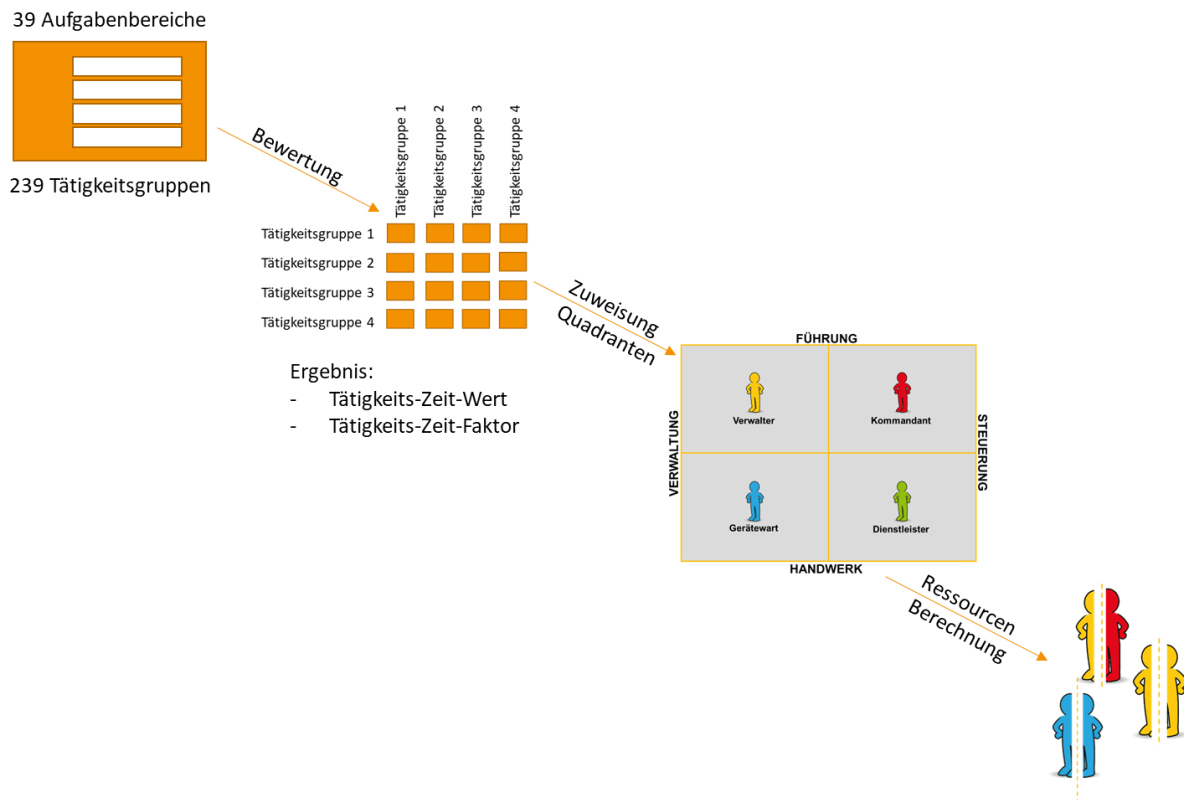 39 Aufgabenbereiche
239 Tätigkeitsgruppen
Bewertung
Tätigkeitsgruppe 1
Tätigkeitsgruppe 2
Tätigkeitsgruppe 3
Tätigkeitsgruppe 4
Tätigkeitsgruppe 1
Tätigkeitsgruppe 2
Tätigkeitsgruppe 3
Tätigkeitsgruppe 4
Ergebnis:
- Tätigkeits-Zeit-Wert
- Tätigkeits-Zeit-Faktor
Zuweisung
Quadranten
FÜHRUNG
VERWALTUNG
STEUERUNG
Verwalter
Kommandant
Gerätewart
Dienstleister
HANDWERK
Ressourcen
Berechnung